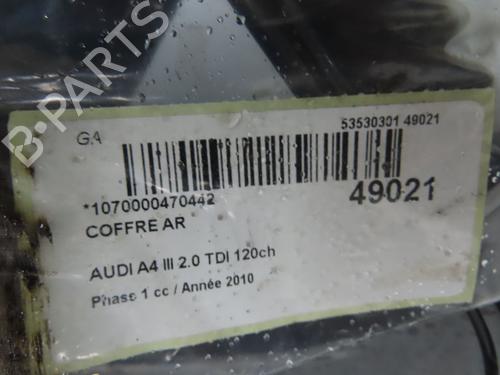 B-PARTS
G.4
53530301 49021
*1070000470442
49021
COFFRE AR
AUDI A4 III 2.0 TDI 120ch
Phase 1 cc / Année 2010